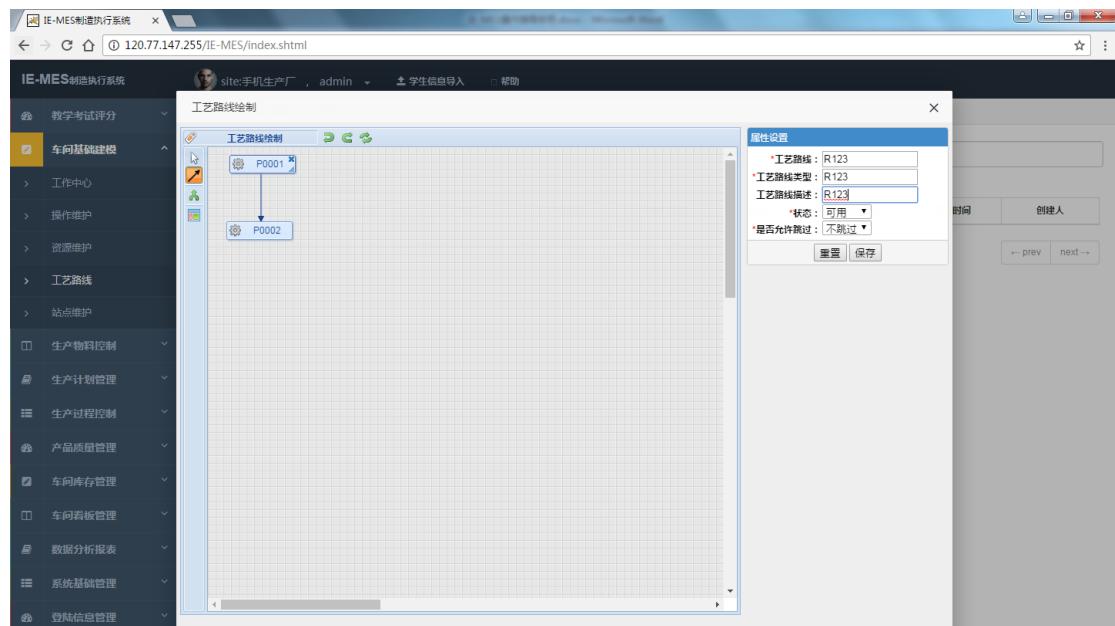 IE-MES制造执行系统
120.77.147.255/IE-MES/index.shtml
IE-MES制造执行系统
site:手机生产厂 , admin
学生信息导入
帮助
教学考试评分
车间基础建模
工作中心
操作维护
资源维护
工艺路线
站点维护
生产物料控制
生产计划管理
生产过程控制
产品质量管理
车间库存管理
车间看板管理
数据分析报表
系统基础管理
登陆信息管理
工艺路线绘制
工艺路线绘制
P0001
P0002
属性设置
*工艺路线： R123
*工艺路线类型： R123
工艺路线描述： R123
*状态： 可用
*是否允许跳过： 不跳过
重置 保存
时间 创建人
←prev next→